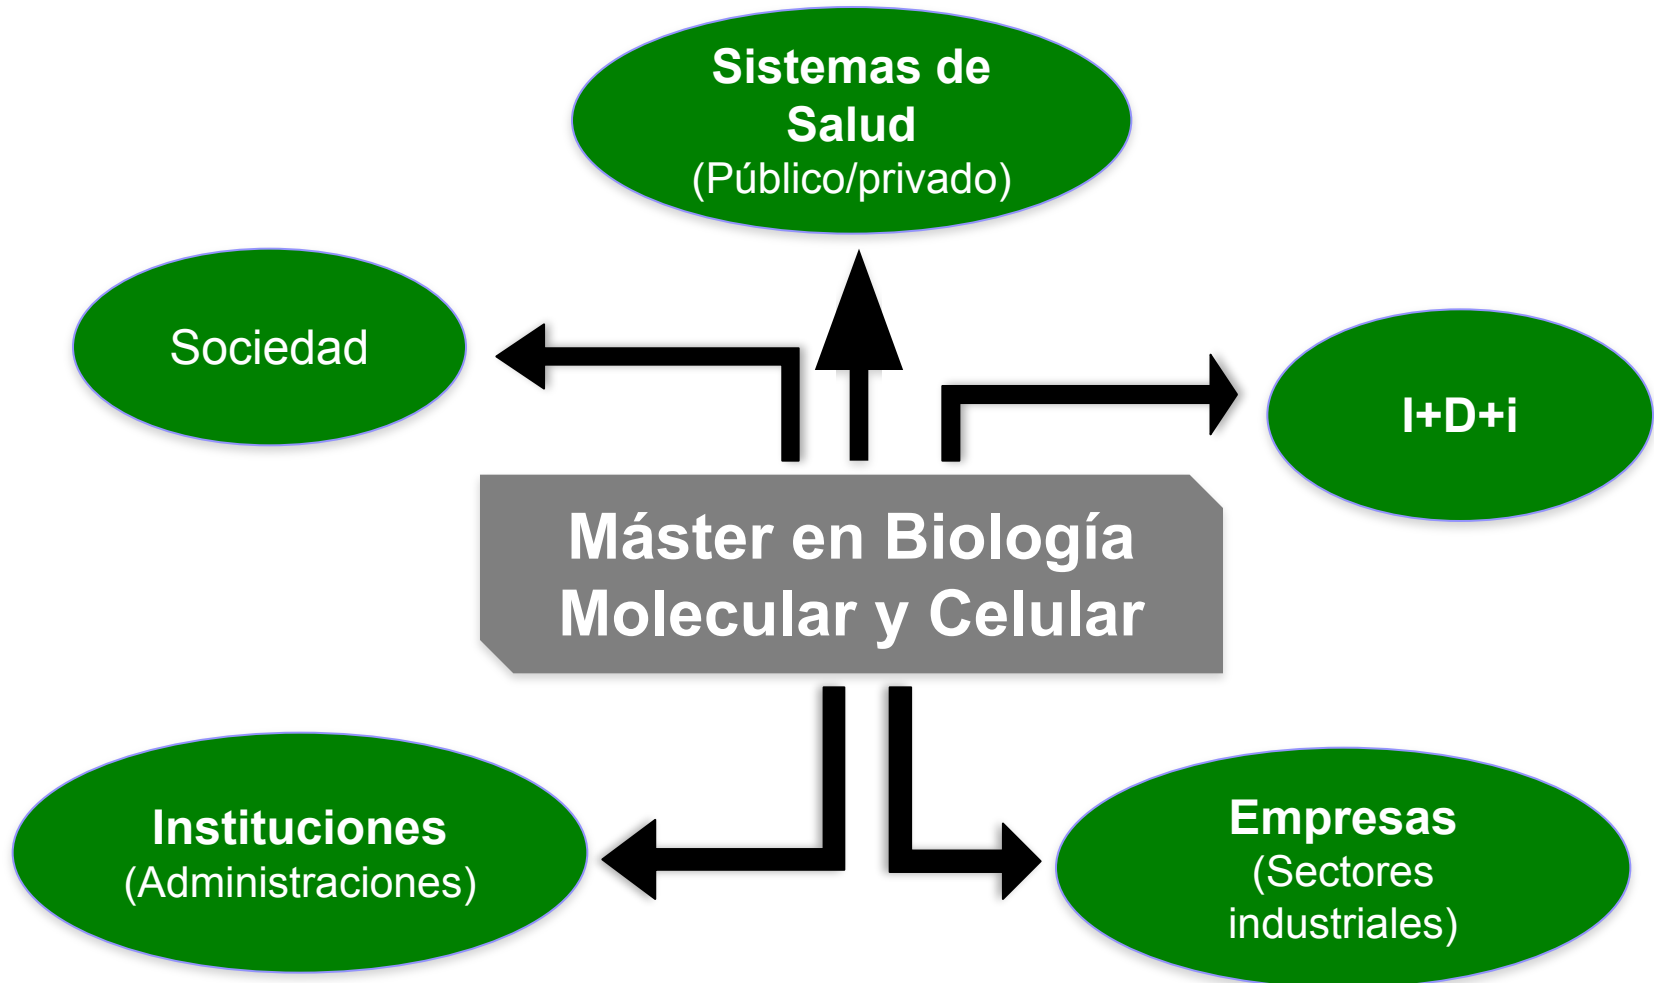 Sistemas de
Salud
(Público/privado)
Sociedad
I+D+i
Máster en Biología
Molecular y Celular
Instituciones
(Administraciones)
Empresas
(Sectores
industriales)